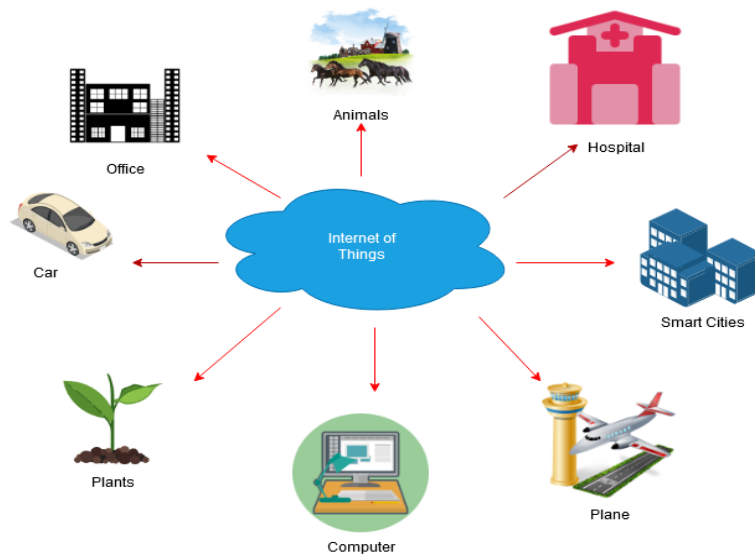 Animals
Hospital
Office
Internet of
Things
Car
Smart Cities
Plants
Plane
Computer